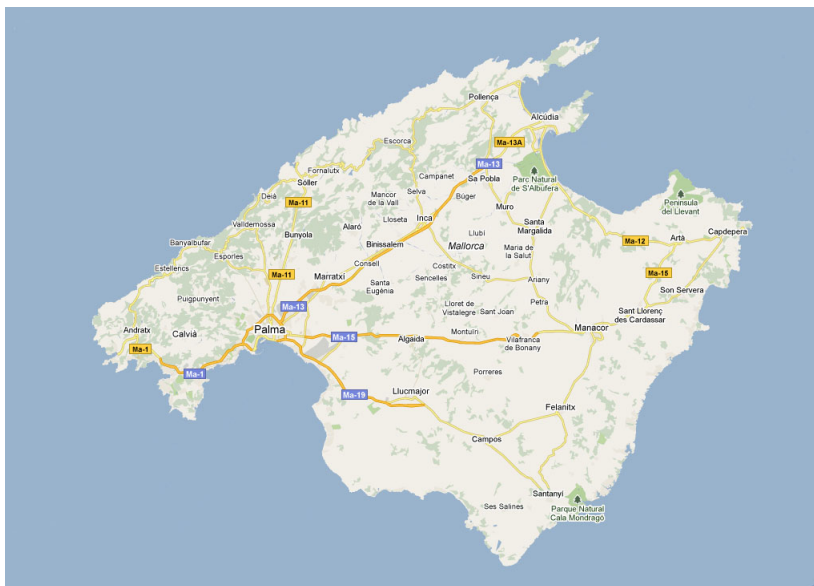 Pollença
Alcúdia
Escorca
Ma-13A
Ma-13
Fornalutx
Campanet
Sa Pobla
Parc Natural
de S'Albufera
Sóller
Selva
Deià
Mancor
de la Vall
Búger
Península
del Llevant
Ma-11
Muro
Lloseta
Inca
Valldemossa
Alaró
Santa
Margalida
Bunyola
Llubí
Capdepera
Banyalbufar
Binissalem
Mallorca
Ma-12
Artà
Maria de
la Salut
Esporles
Consell
Costitx
Estellencs
Ma-11
Marratxí
Sencelles
Sineu
Ariany
Ma-15
Santa
Eugènia
Son Servera
Puigpunyent
Ma-13
Lloret de
Vistalegre
Sant Joan
Petra
Sant Llorenç
des Cardassar
Andratx
Calvià
Palma
Montuïri
Manacor
Ma-15
Algaida
Vilafranca
de Bonany
Ma-1
Ma-1
Porreres
Ma-19
Llucmajor
Felanitx
Campos
Santanyí
Ses Salines
Parque Natural
Cala Mondragó